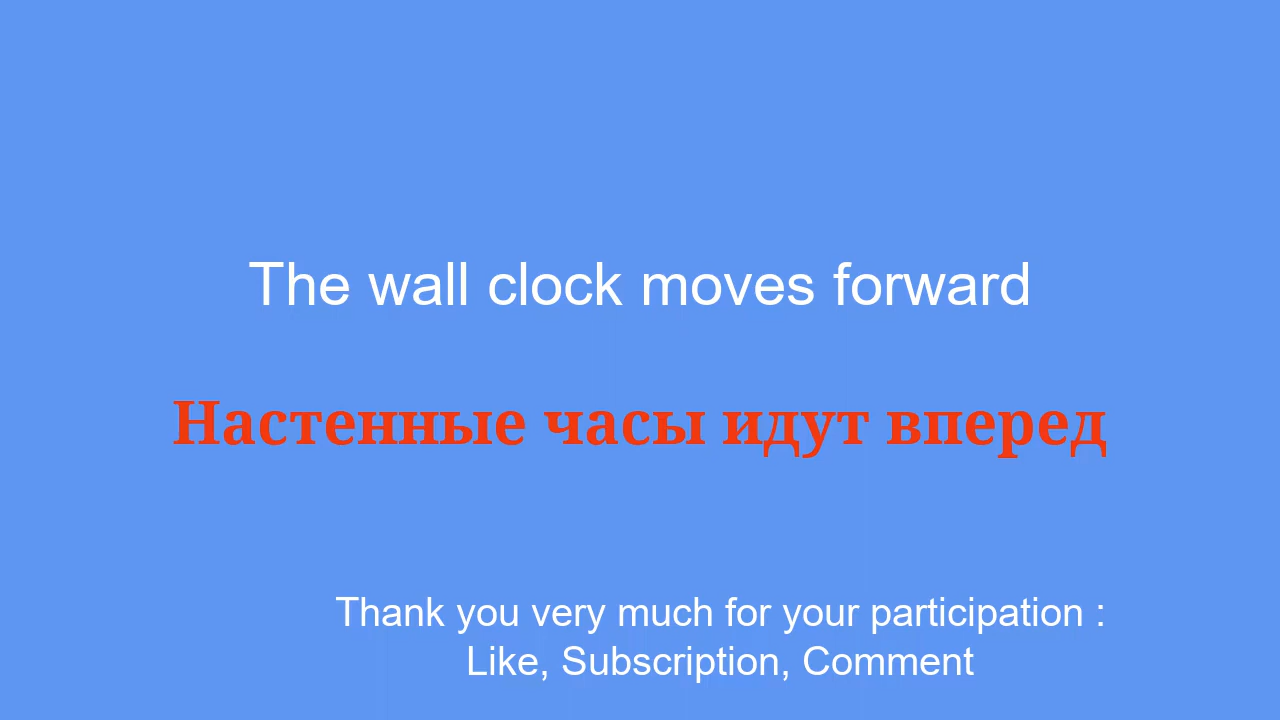 The wall clock moves forward
Настенные часы идут вперед
Thank you very much for your participation :
Like, Subscription, Comment